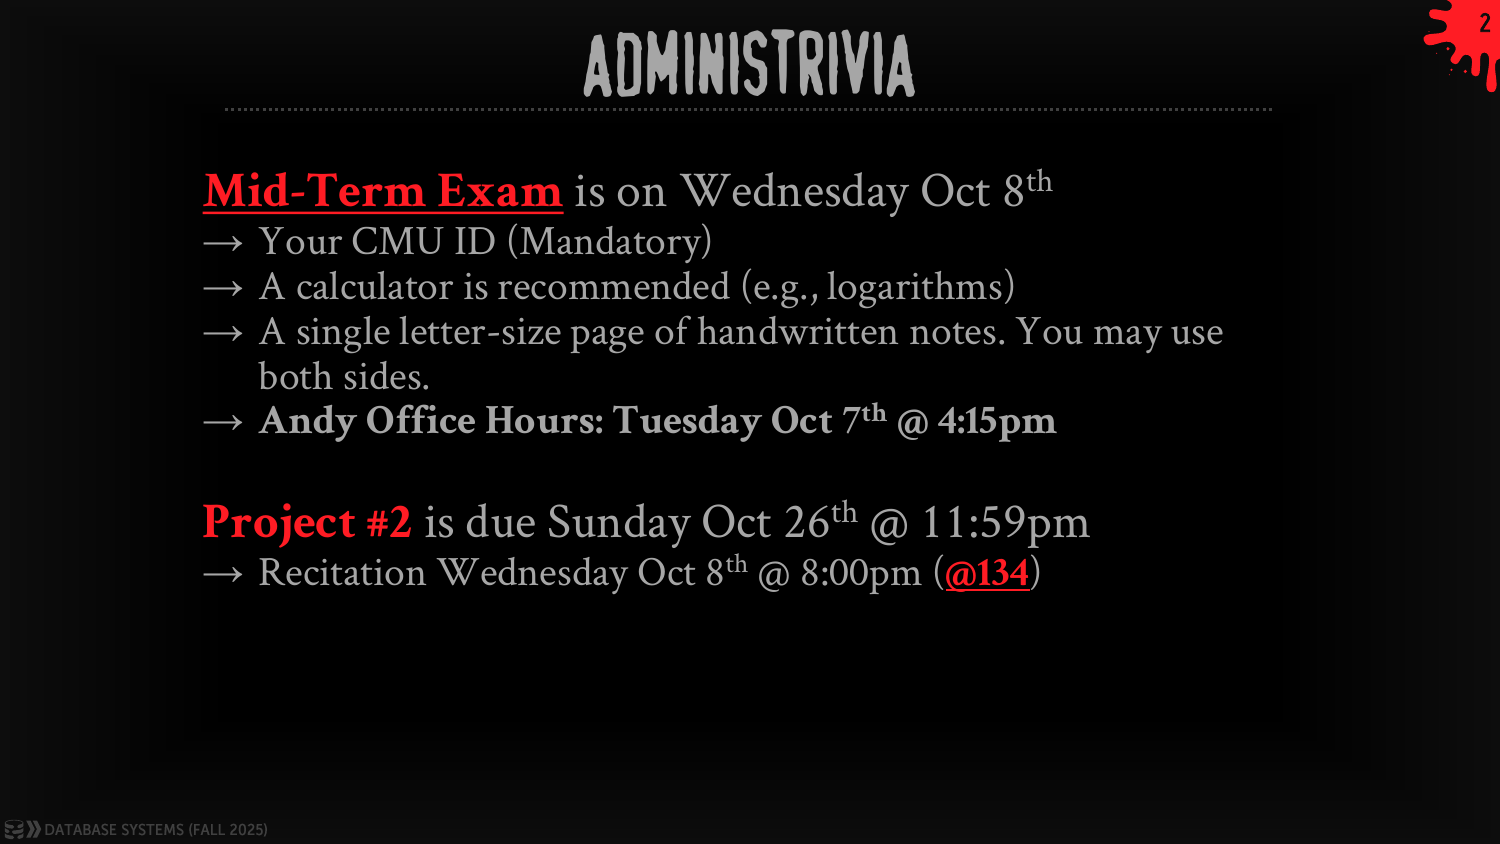 2
ADMINISTRIVIA
Mid-Term Exam is on Wednesday Oct 8th
→ Your CMU ID (Mandatory)
→ A calculator is recommended (e.g., logarithms)
→ A single letter-size page of handwritten notes. You may use
both sides.
→ Andy Office Hours: Tuesday Oct 7th @ 4:15pm
Project #2 is due Sunday Oct 26th @ 11:59pm
→ Recitation Wednesday Oct 8th @ 8:00pm (@134)
DATABASE SYSTEMS (FALL 2025)